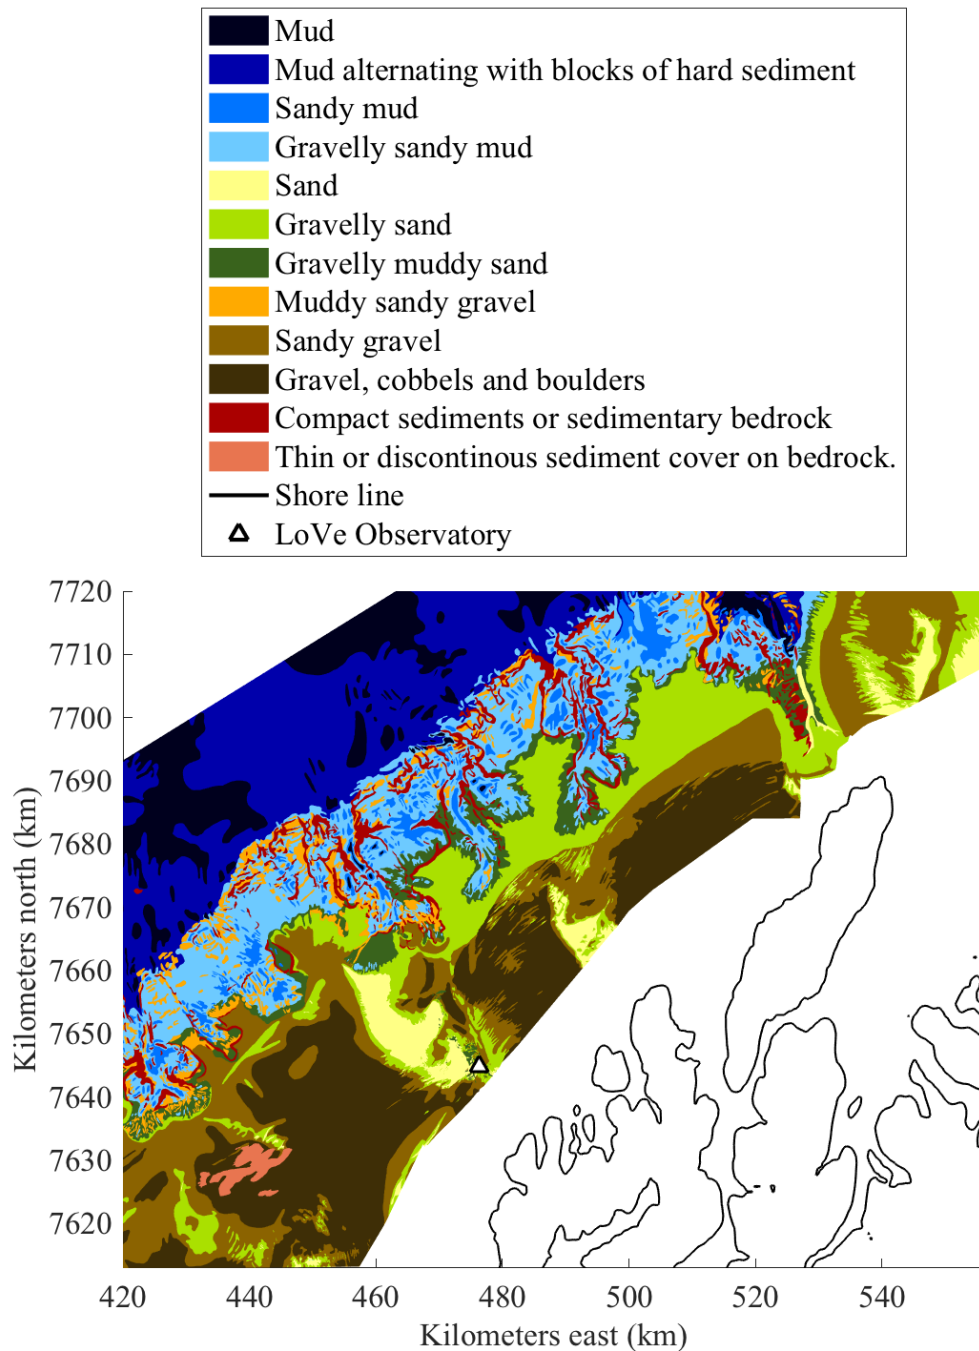 Mud
Mud alternating with blocks of hard sediment
Sandy mud
Gravelly sandy mud
Sand
Gravelly sand
Gravelly muddy sand
Muddy sandy gravel
Sandy gravel
Gravel, cobbels and boulders
Compact sediments or sedimentary bedrock
Thin or discontinous sediment cover on bedrock.
Shore line
LoVe Observatory
7720
7710
7700
7690
7680
7670
7660
7650
7640
7630
7620
Kilometers north (km)
420 440 460 480 500 520 540
Kilometers east (km)